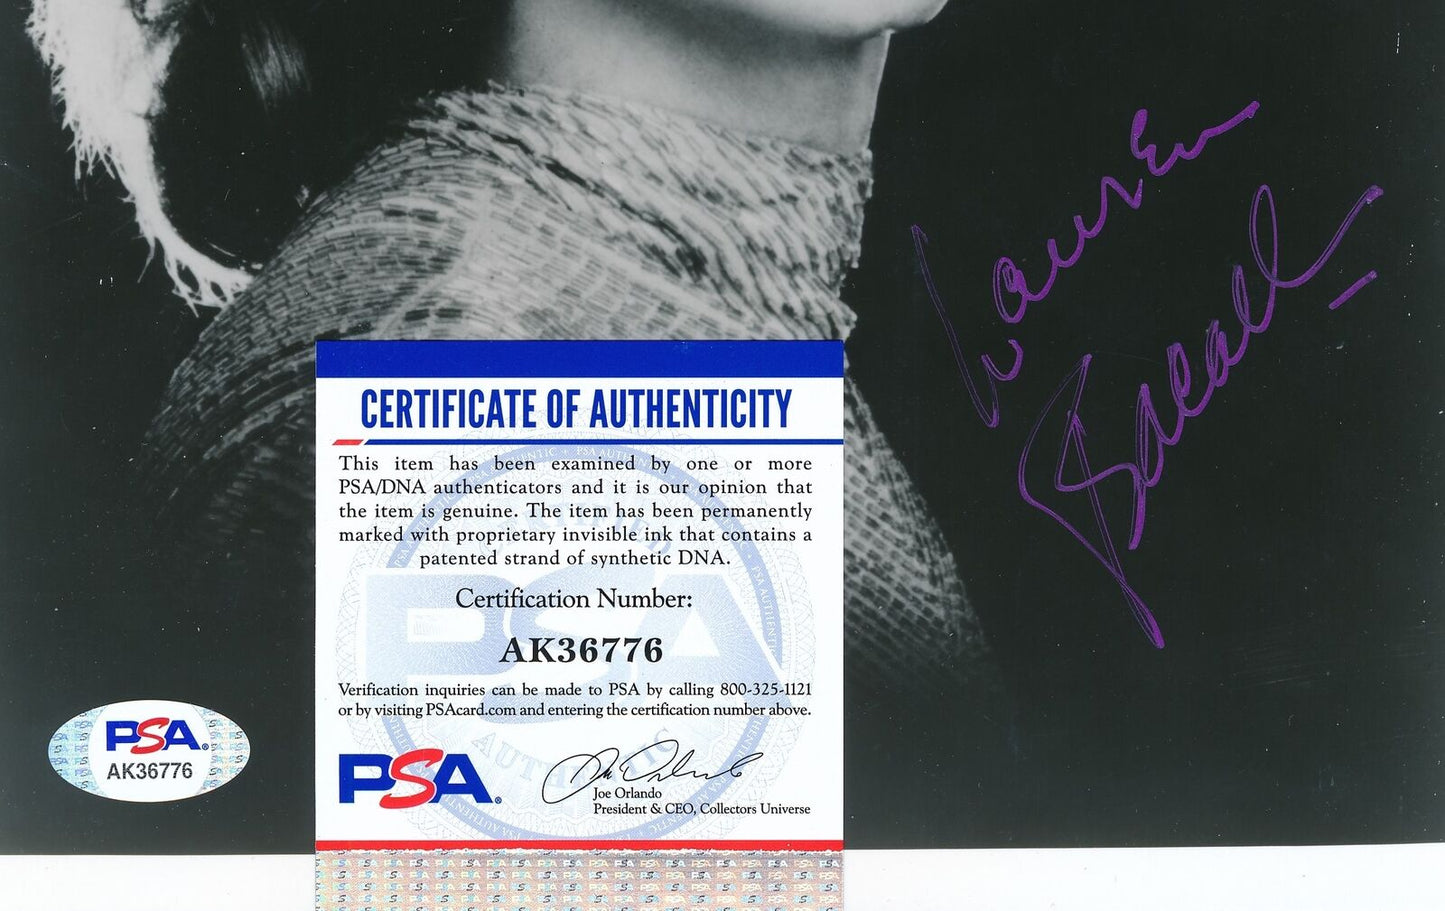 Lauren
Bacall
CERTIFICATE OF AUTHENTICITY
This item has been examined by one or more
PSA/DNA authenticators and it is our opinion that
the item is genuine. The item has been permanently
marked with proprietary invisible ink that contains a
patented strand of synthetic DNA.
Certification Number:
AK36776
Verification inquiries can be made to PSA by calling 800-325-1121
or by visiting PSAcard.com and entering the certification number above.
PSA®
Joe Orlando
President & CEO, Collectors Universe
PSA®
AK36776